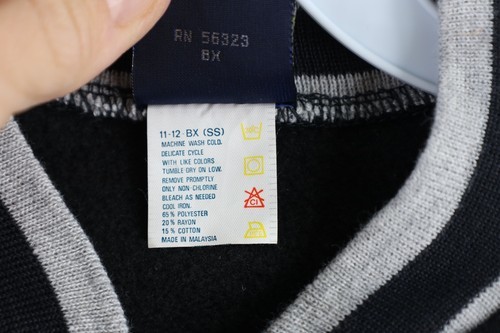 RN 56323
BX
11-12 BX (SS)
MACHINE WASH COLD.
DELICATE CYCLE
WITH LIKE COLORS
TUMBLE DRY ON LOW.
REMOVE PROMPTLY
ONLY NON-CHLORINE
BLEACH AS NEEDED
COOL IRON.
65% POLYESTER
20% RAYON
15% COTTON
MADE IN MALAYSIA
Cl